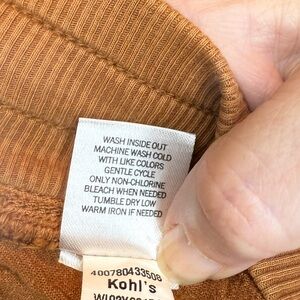 WASH INSIDE OUT
MACHINE WASH COLD
WITH LIKE COLORS
GENTLE CYCLE
ONLY NON-CHLORINE
BLEACH WHEN NEEDED
TUMBLE DRY LOW
WARM IRON IF NEEDED
400780433508
Kohl's